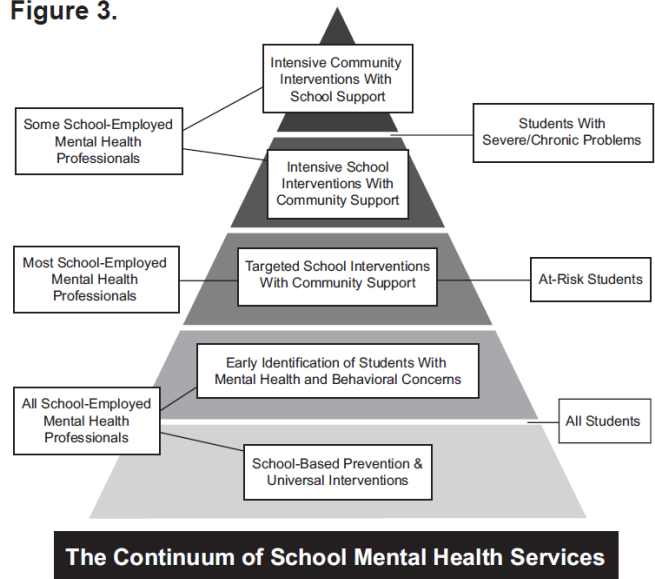 Figure 3.
Intensive Community
Interventions With
School Support
Some School-Employed
Mental Health
Professionals
Students With
Severe/Chronic Problems
Intensive School
Interventions With
Community Support
Most School-Employed
Mental Health
Professionals
Targeted School Interventions
With Community Support
At-Risk Students
Early Identification of Students With
Mental Health and Behavioral Concerns
All School-Employed
Mental Health
Professionals
All Students
School-Based Prevention &
Universal Interventions
The Continuum of School Mental Health Services